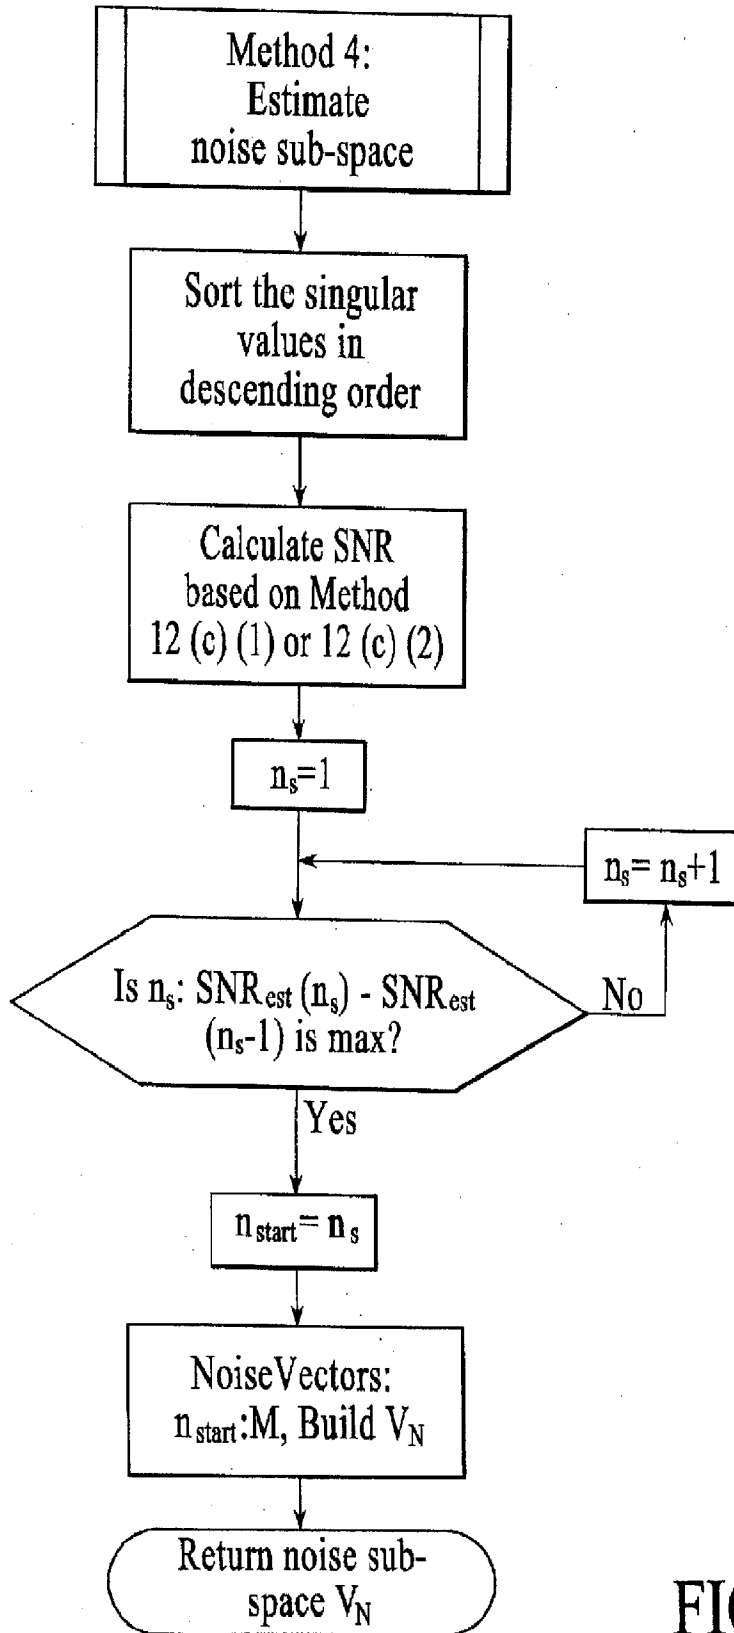 Method 4:
Estimate
noise sub-space
Sort the singular
values in
descending order
Calculate SNR
based on Method
12 (c) (1) or 12 (c) (2)
nₛ=1
nₛ= nₛ+1
Is nₛ: SNRest (nₛ) - SNRest
(nₛ-1) is max?
No
Yes
nstart= nₛ
NoiseVectors:
nstart:M, Build VN
Return noise sub-
space VN